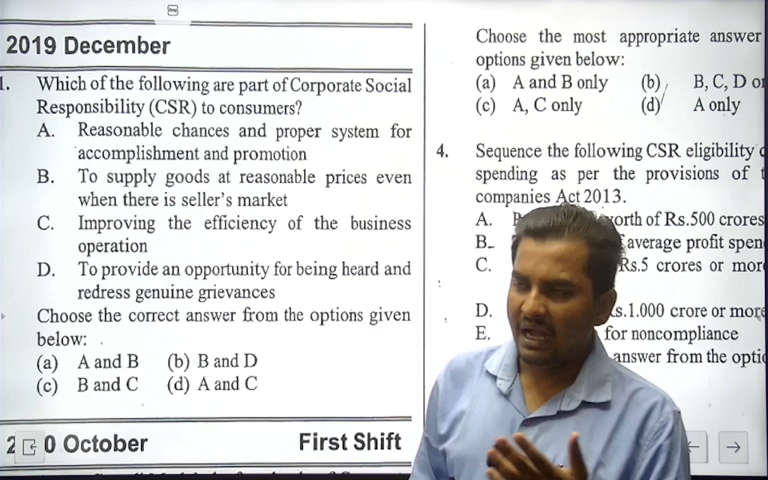 2019 December
1. Which of the following are part of Corporate Social
Responsibility (CSR) to consumers?
A. Reasonable chances and proper system for
accomplishment and promotion
B. To supply goods at reasonable prices even
when there is seller's market
C. Improving the efficiency of the business
operation
D. To provide an opportunity for being heard and
redress genuine grievances
Choose the correct answer from the options given
below:
(a) A and B (b) B and D
(c) B and C (d) A and C
0 October First Shift
Choose the most appropriate answer
options given below:
(a) A and B only (b) B, C, D
(c) A, C only (d) A only
4. Sequence the following CSR eligibility
spending as per the provisions of
companies Act 2013.
A. of Rs.500 crores
B. average profit
C. Rs.5 crores or
D. 1.000 crore or
E. for noncompliance
answer from the